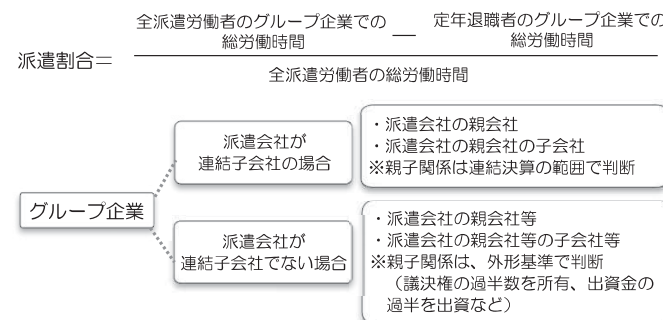 全派遣労働者のグループ企業での
総労働時間
―
定年退職者のグループ企業での
総労働時間
派遣割合＝
全派遣労働者の総労働時間
派遣会社が
連結子会社の場合
・派遣会社の親会社
・派遣会社の親会社の子会社
※親子関係は連結決算の範囲で判断
グループ企業
派遣会社が
連結子会社でない場合
・派遣会社の親会社等
・派遣会社の親会社等の子会社等
※親子関係は、外形基準で判断
（議決権の過半数を所有、出資金の
過半を出資など）